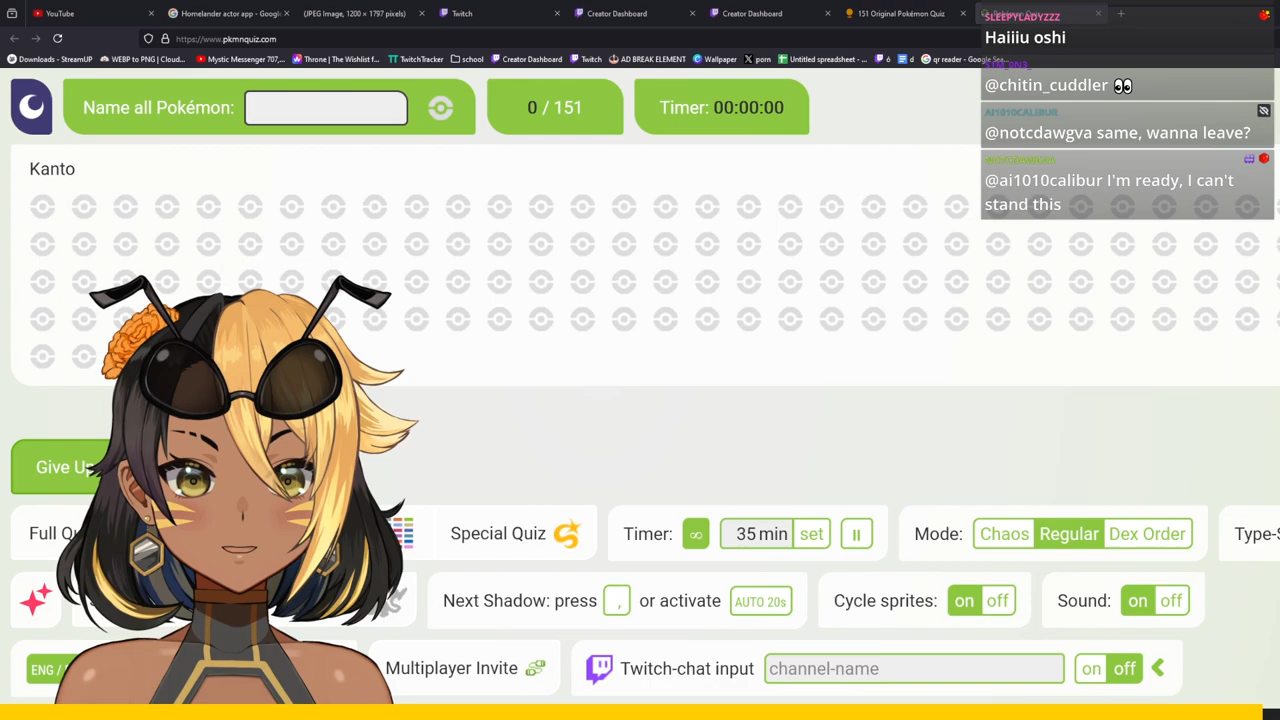 YouTube
Homelander actor app - Google
(JPEG Image, 1200 × 1797 pixels)
Twitch
Creator Dashboard
Creator Dashboard
151 Original Pokémon Quiz
SLEEPYLADYZZZ
Haiiiu oshi
https://www.pkmnquiz.com
Downloads - StreamUP
WEBP to PNG | Cloud...
Mystic Messenger 707,...
Throne | The Wishlist f...
TwitchTracker
school
Creator Dashboard
Twitch
AD BREAK ELEMENT
Wallpaper
porn
Untitled spreadsheet -...
6
d
qr reader - Google Sea...
@chitin_cuddler 👀
AI1010CALIBUR
@notcdawgva same, wanna leave?
@ai1010calibur I'm ready, I can't
stand this
Name all Pokémon:
0 / 151
Timer: 00:00:00
Kanto
Give Up
Full Qu
Special Quiz
Timer: ∞ 35 min set
Mode: Chaos Regular Dex Order
Type-S
Next Shadow: press , or activate AUTO 20s
Cycle sprites: on off
Sound: on off
ENG /
Multiplayer Invite
Twitch-chat input channel-name on off